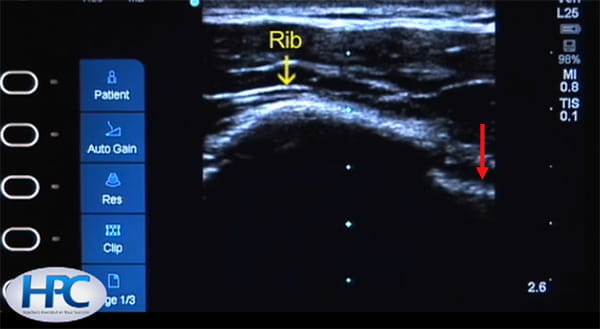 L25
98%
Rib
MI
0.8
TIS
0.1
Patient
Auto Gain
Res
Clip
ge 1/3
2.6
HPC